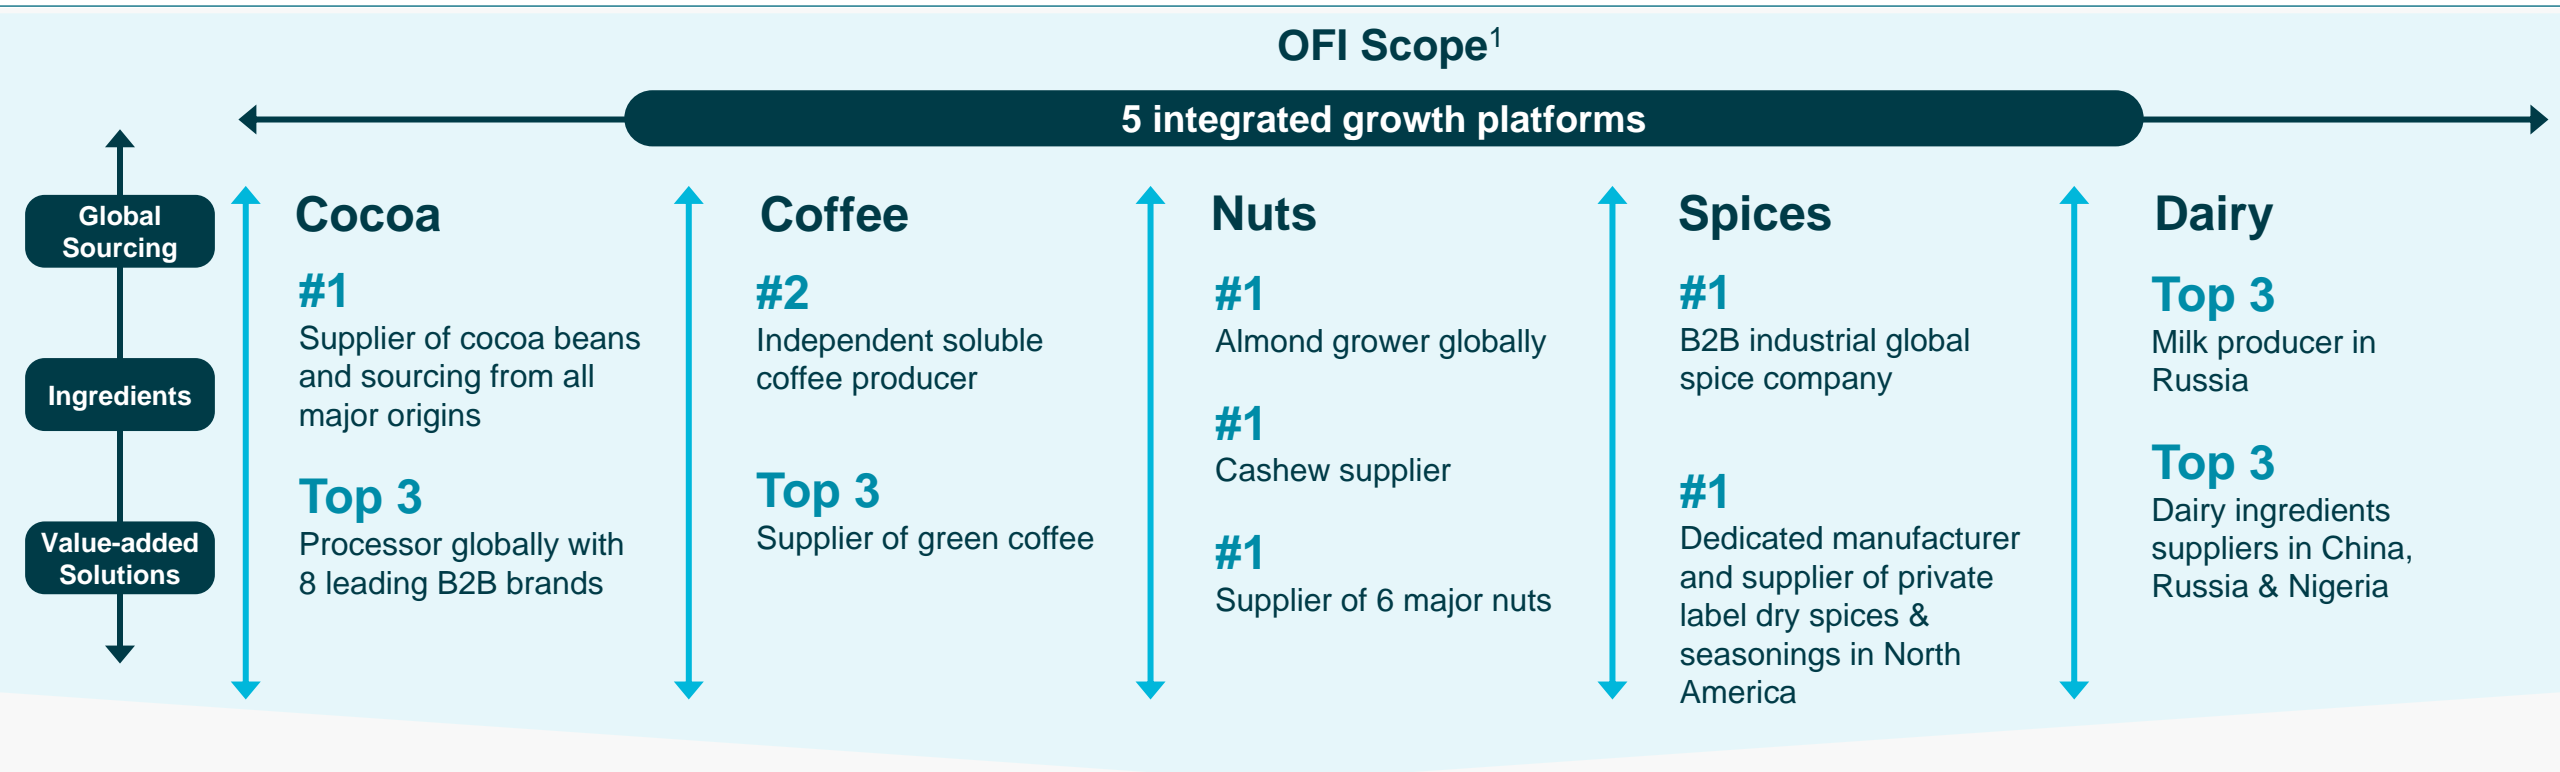 OFI Scope¹
5 integrated growth platforms
Global
Sourcing
Ingredients
Value-added
Solutions
Cocoa
#1
Supplier of cocoa beans
and sourcing from all
major origins
Top 3
Processor globally with
8 leading B2B brands
Coffee
#2
Independent soluble
coffee producer
Top 3
Supplier of green coffee
Nuts
#1
Almond grower globally
#1
Cashew supplier
#1
Supplier of 6 major nuts
Spices
#1
B2B industrial global
spice company
#1
Dedicated manufacturer
and supplier of private
label dry spices &
seasonings in North
America
Dairy
Top 3
Milk producer in
Russia
Top 3
Dairy ingredients
suppliers in China,
Russia & Nigeria